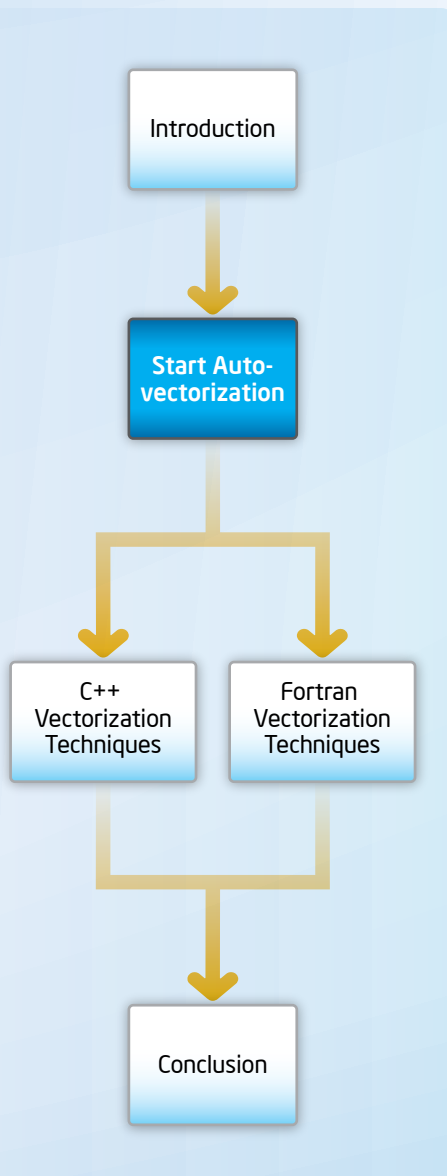 Introduction
Start Auto-
vectorization
C++
Vectorization
Techniques
Fortran
Vectorization
Techniques
Conclusion